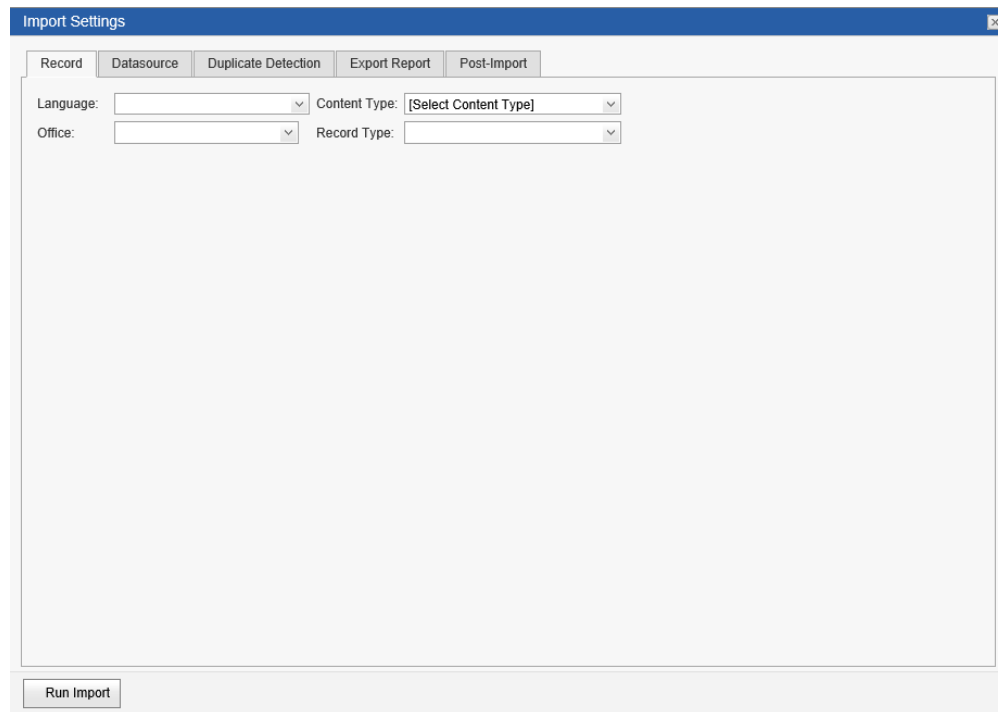 Import Settings
Record Datasource Duplicate Detection Export Report Post-Import
Language: Content Type: [Select Content Type]
Office: Record Type:
Run Import